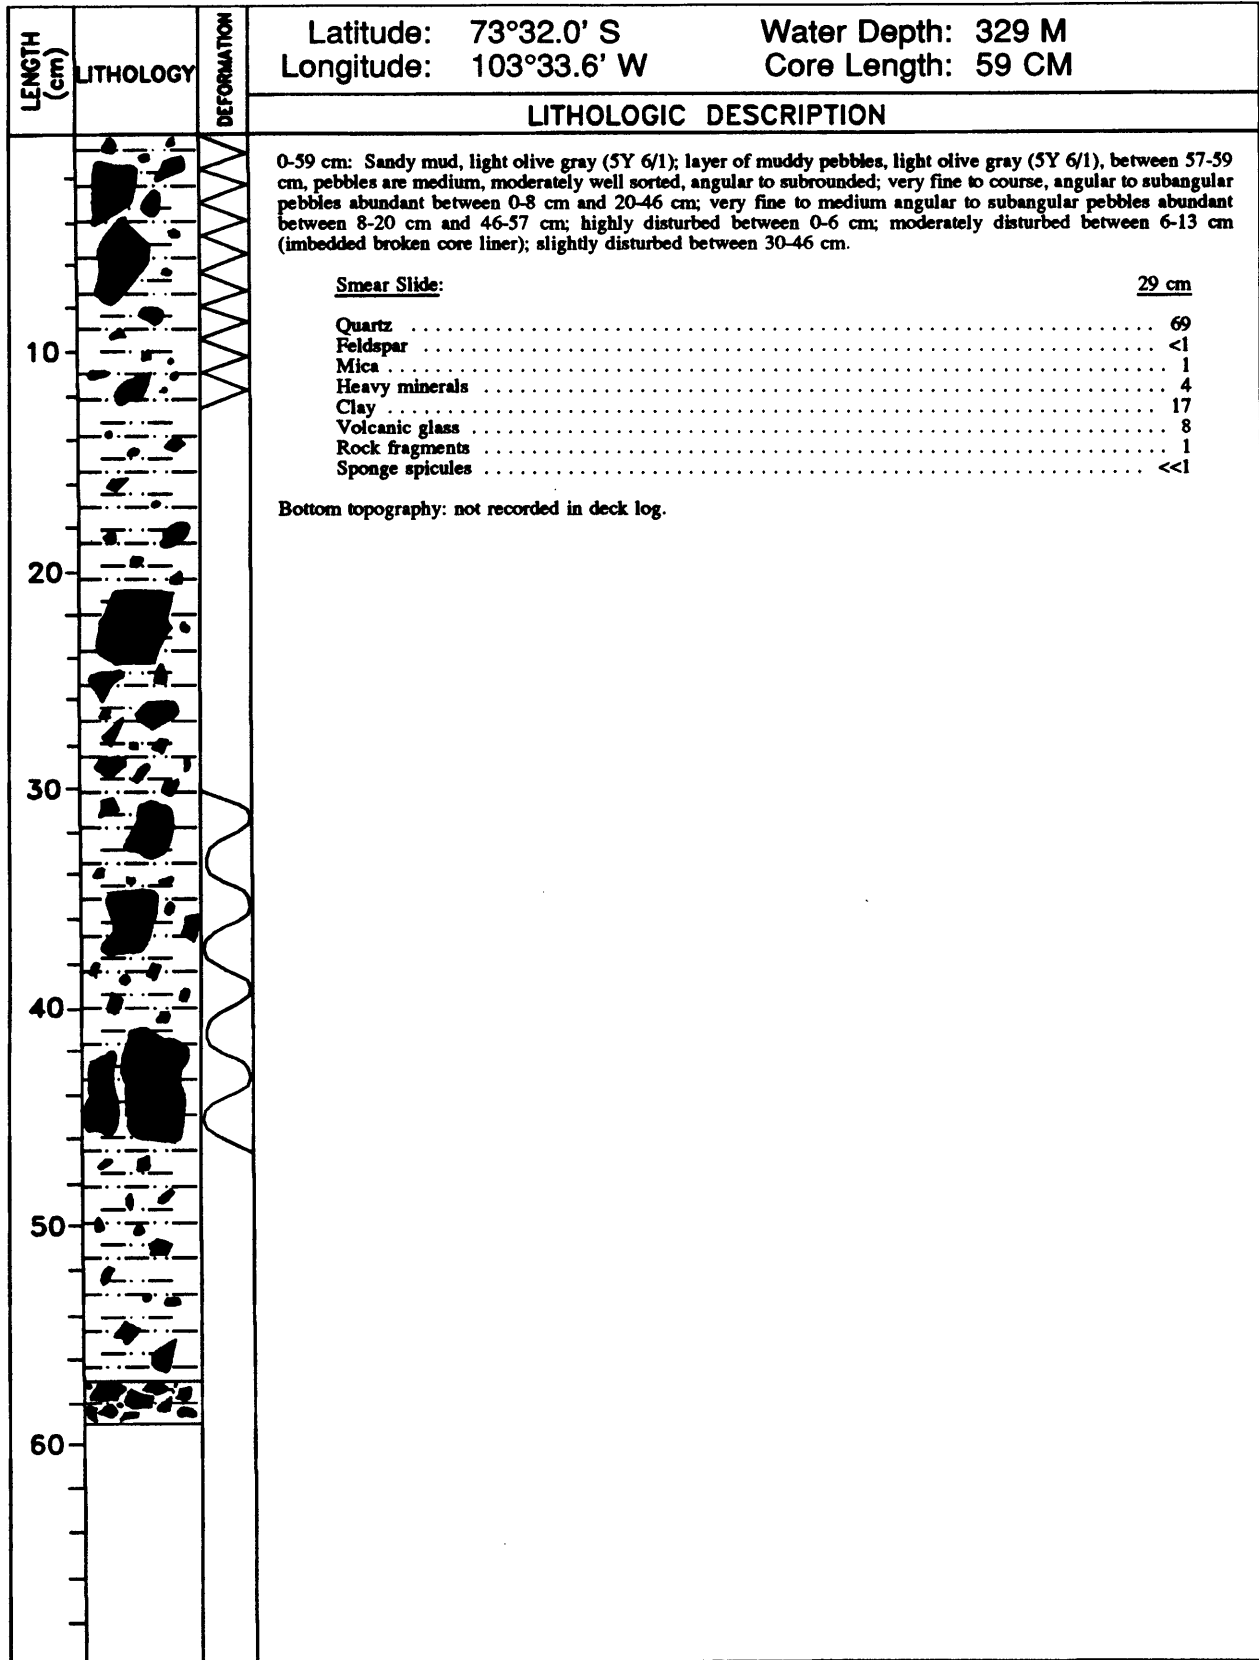 LENGTH (cm)
LITHOLOGY
DEFORMATION
Latitude: 73°32.0' S Water Depth: 329 M
Longitude: 103°33.6' W Core Length: 59 CM
LITHOLOGIC DESCRIPTION
0-59 cm: Sandy mud, light olive gray (5Y 6/1); layer of muddy pebbles, light olive gray (5Y 6/1), between 57-59
cm, pebbles are medium, moderately well sorted, angular to subrounded; very fine to course, angular to subangular
pebbles abundant between 0-8 cm and 20-46 cm; very fine to medium angular to subangular pebbles abundant
between 8-20 cm and 46-57 cm; highly disturbed between 0-6 cm; moderately disturbed between 6-13 cm
(imbedded broken core liner); slightly disturbed between 30-46 cm.
Smear Slide: 29 cm
Quartz ........ 69
Feldspar ........ <1
Mica ........ 1
Heavy minerals ........ 4
Clay ........ 17
Volcanic glass ........ 8
Rock fragments ........ 1
Sponge spicules ........ <<1
Bottom topography: not recorded in deck log.
10
20
30
40
50
60